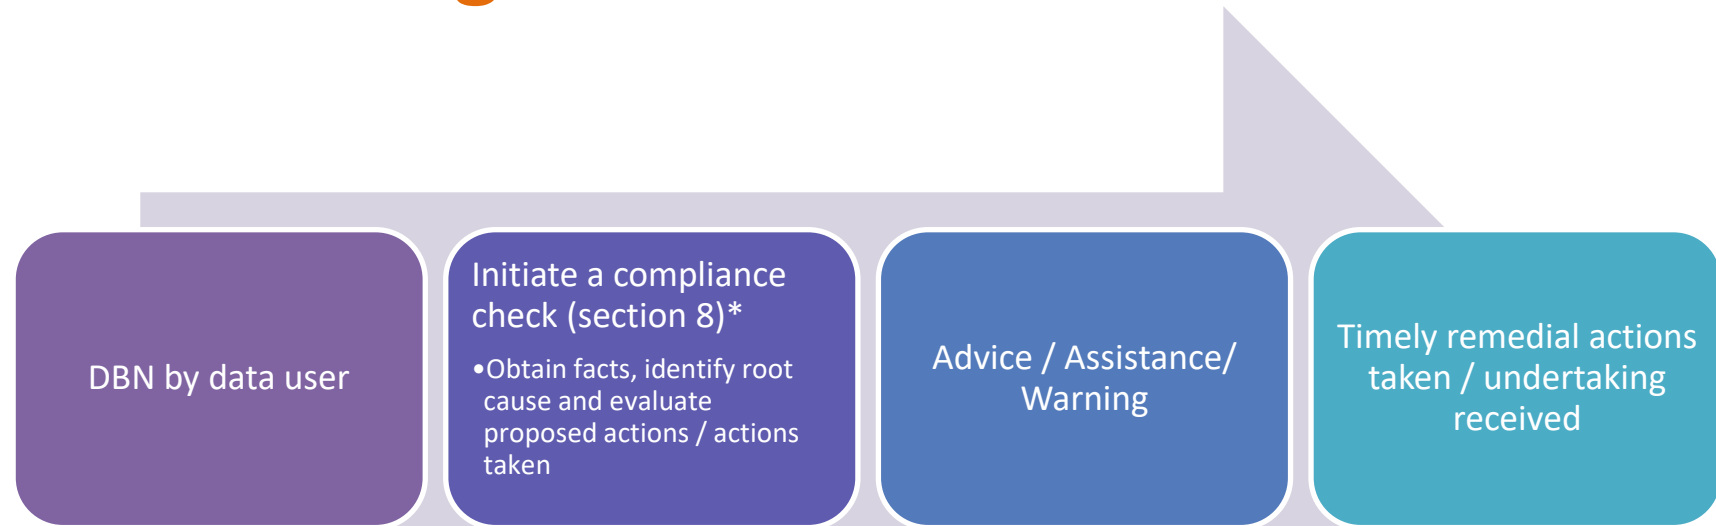 DBN by data user
Initiate a compliance
check (section 8)*
•Obtain facts, identify root
cause and evaluate
proposed actions / actions
taken
Advice / Assistance/
Warning
Timely remedial actions
taken / undertaking
received